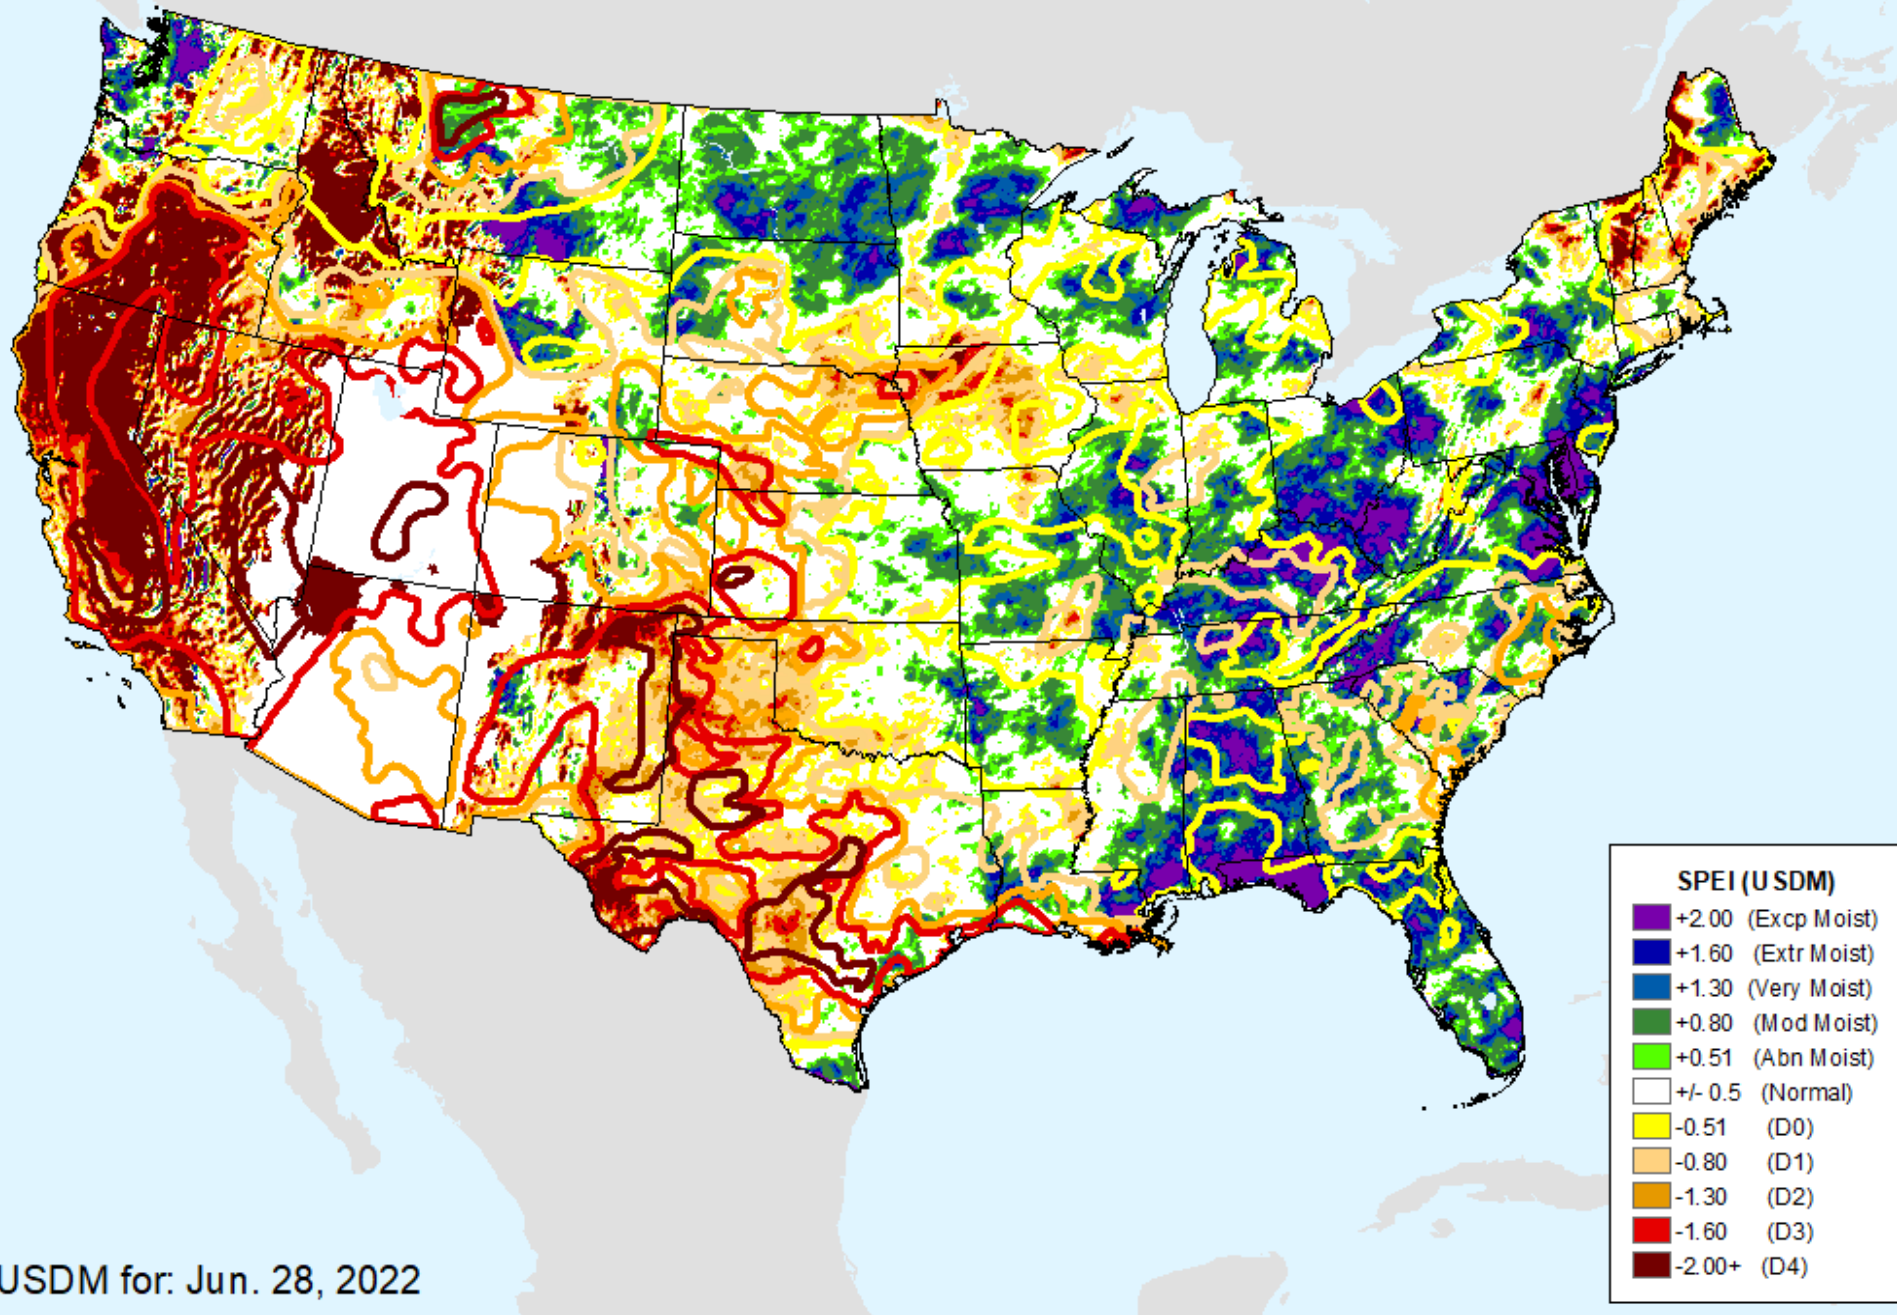 SPEI (USDM)
+2.00 (Excp Moist)
+1.60 (Extr Moist)
+1.30 (Very Moist)
+0.80 (Mod Moist)
+0.51 (Abn Moist)
+/- 0.5 (Normal)
-0.51 (D0)
-0.80 (D1)
-1.30 (D2)
-1.60 (D3)
-2.00+ (D4)
USDM for: Jun. 28, 2022